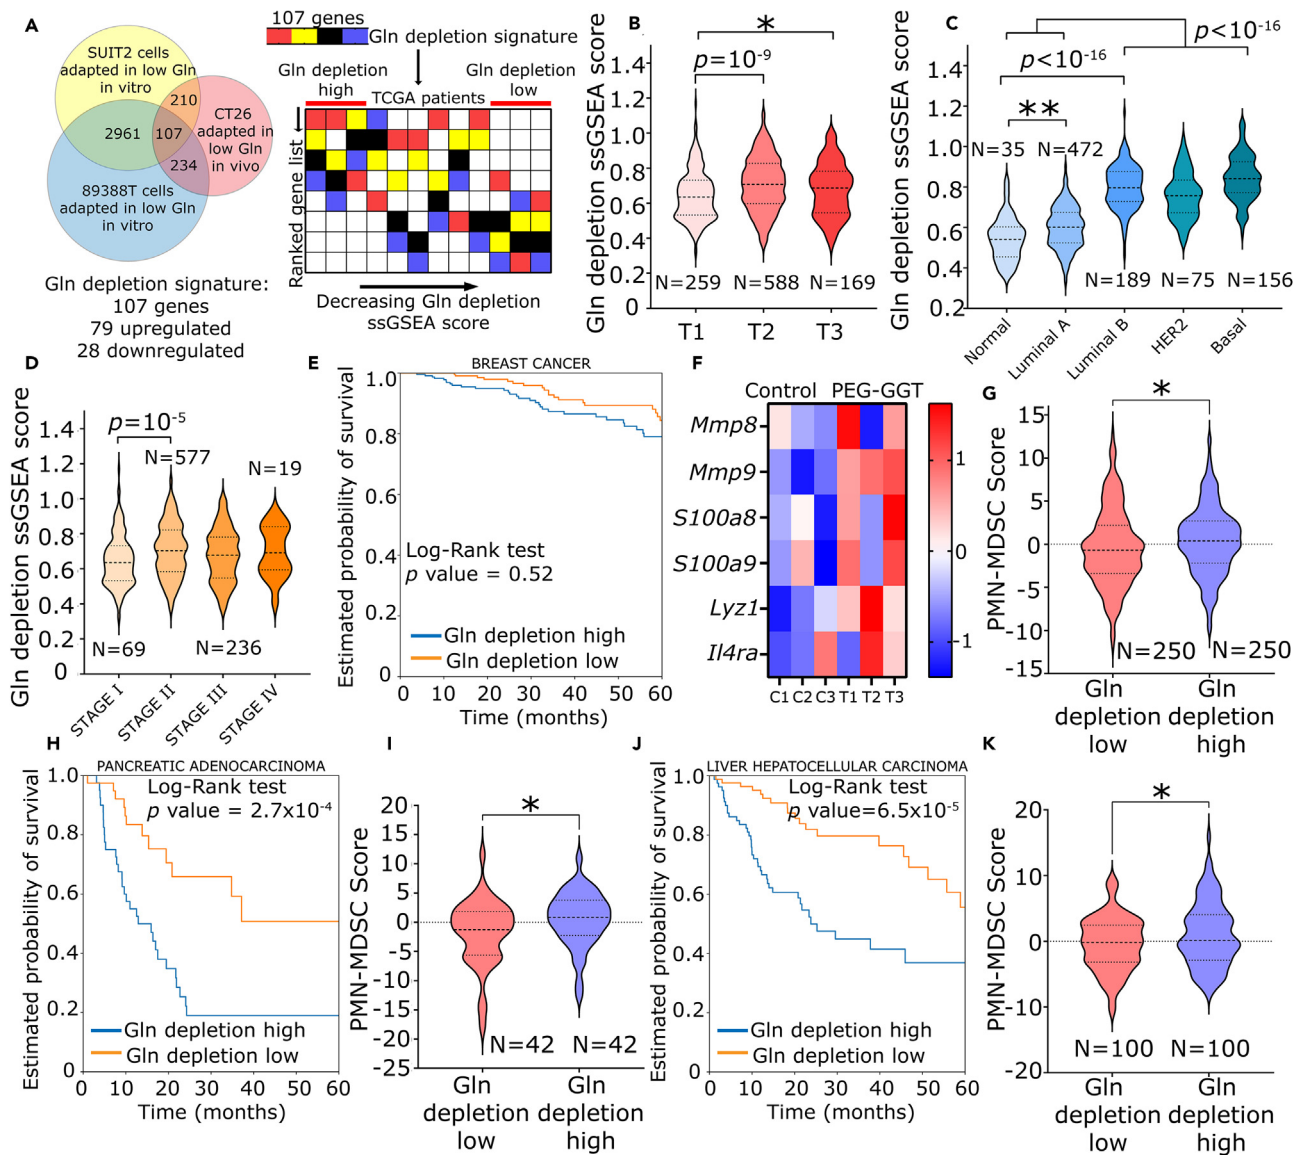 A
SUIT2 cells
adapted in low Gln
in vitro
210
CT26
adapted in
low Gln
in vivo
2961
107
234
89388T cells
adapted in low Gln
in vitro
Gln depletion signature:
107 genes
79 upregulated
28 downregulated
107 genes
Gln depletion signature
Gln depletion
high
TCGA patients
Gln depletion
low
Ranked gene list
Decreasing Gln depletion
ssGSEA score
B
Gln depletion ssGSEA score
1.4
1.2
1.0
0.8
0.6
0.4
0.2
0
*
p=10-9
N=259
N=588
N=169
T1
T2
T3
C
Gln depletion ssGSEA score
1.4
1.2
1.0
0.8
0.6
0.4
0.2
p<10-16
p<10-16
**
N=35
N=472
N=189
N=75
N=156
Normal
Luminal A
Luminal B
HER2
Basal
D
Gln depletion ssGSEA score
1.4
1.2
1.0
0.8
0.6
0.4
0.2
0
p=10-5
N=577
N=19
N=69
N=236
STAGE I
STAGE II
STAGE III
STAGE IV
E
BREAST CANCER
Estimated probability of survival
1.0
0.8
0.6
0.4
0.2
0
Log-Rank test
p value = 0.52
Gln depletion high
Gln depletion low
0 10 20 30 40 50 60
Time (months)
F
Control PEG-GGT
Mmp8
Mmp9
S100a8
S100a9
Lyz1
Il4ra
C1 C2 C3 T1 T2 T3
1
0
-1
G
PMN-MDSC Score
15
10
5
0
-5
-10
-15
*
N=250
N=250
Gln
depletion
low
Gln
depletion
high
H
PANCREATIC ADENOCARCINOMA
Estimated probability of survival
1.0
0.8
0.6
0.4
0.2
0
Log-Rank test
p value = 2.7x10-4
Gln depletion high
Gln depletion low
0 10 20 30 40 50 60
Time (months)
I
PMN-MDSC Score
20
15
10
5
0
-5
-10
-15
-20
-25
*
N=42
N=42
Gln
depletion
low
Gln
depletion
high
J
LIVER HEPATOCELLULAR CARCINOMA
Estimated probability of survival
1.0
0.8
0.6
0.4
0.2
0
Log-Rank test
p value=6.5x10-5
Gln depletion high
Gln depletion low
0 10 20 30 40 50 60
Time (months)
K
PMN-MDSC Score
20
10
0
-10
-20
*
N=100
N=100
Gln
depletion
low
Gln
depletion
high